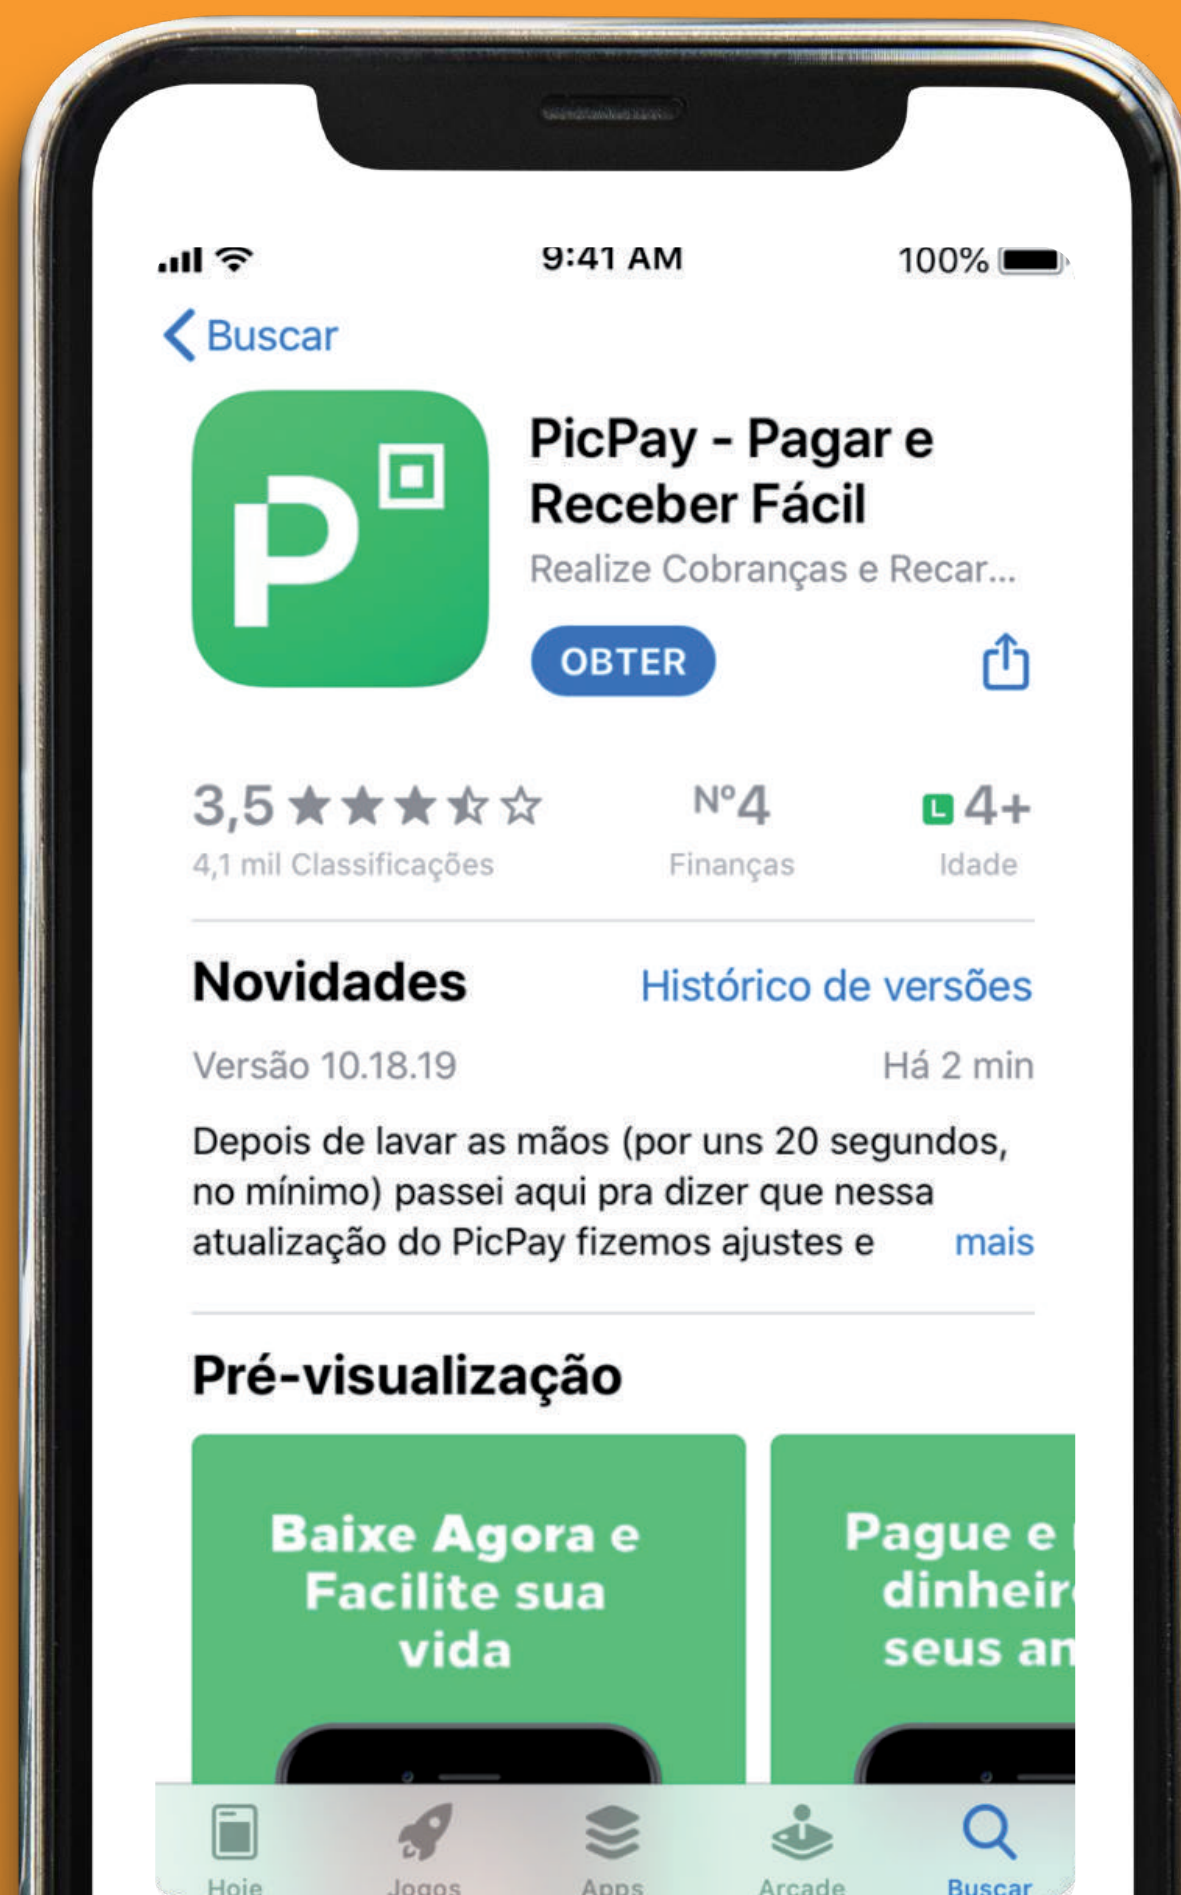 9:41 AM
100%
Buscar
PicPay - Pagar e
Receber Fácil
Realize Cobranças e Recar...
OBTER
3,5
Nº4
L 4+
4,1 mil Classificações
Finanças
Idade
Novidades
Histórico de versões
Versão 10.18.19
Há 2 min
Depois de lavar as mãos (por uns 20 segundos,
no mínimo) passei aqui pra dizer que nessa
atualização do PicPay fizemos ajustes e
mais
Pré-visualização
Baixe Agora e
Facilite sua
vida
Pague e
dinheir
seus an
Hoje
Jogos
Apps
Arcade
Buscar